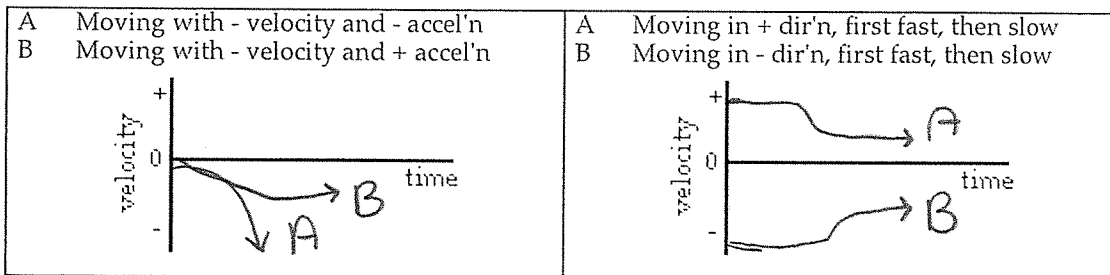 A Moving with - velocity and - accel'n
B Moving with - velocity and + accel'n
+
velocity
0
time
-
B
A
A Moving in + dir'n, first fast, then slow
B Moving in - dir'n, first fast, then slow
+
A
velocity
0
time
-
B